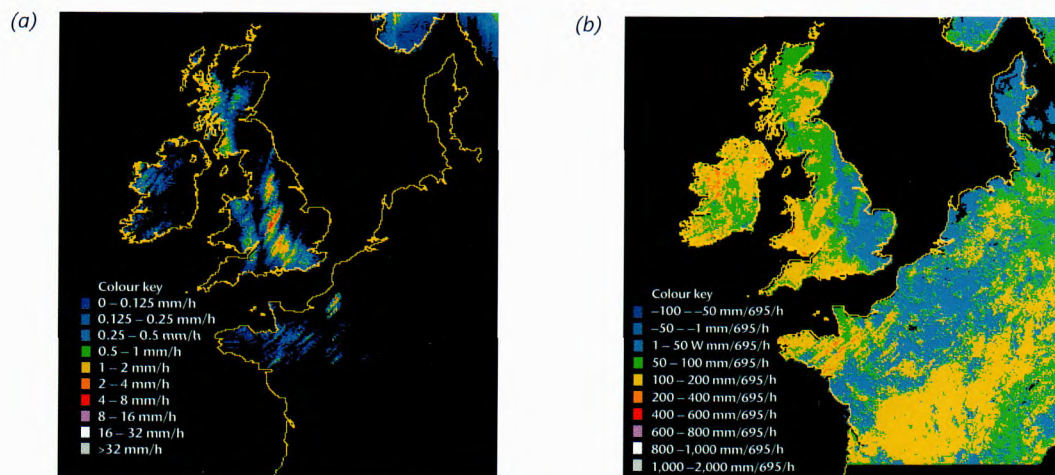 (a)
Colour key
0 – 0.125 mm/h
0.125 – 0.25 mm/h
0.25 – 0.5 mm/h
0.5 – 1 mm/h
1 – 2 mm/h
2 – 4 mm/h
4 – 8 mm/h
8 – 16 mm/h
16 – 32 mm/h
>32 mm/h
(b)
Colour key
–100 – –50 mm/695/h
–50 – –1 mm/695/h
1 – 50 W mm/695/h
50 – 100 mm/695/h
100 – 200 mm/695/h
200 – 400 mm/695/h
400 – 600 mm/695/h
600 – 800 mm/695/h
800 – 1,000 mm/695/h
1,000 – 2,000 mm/695/h